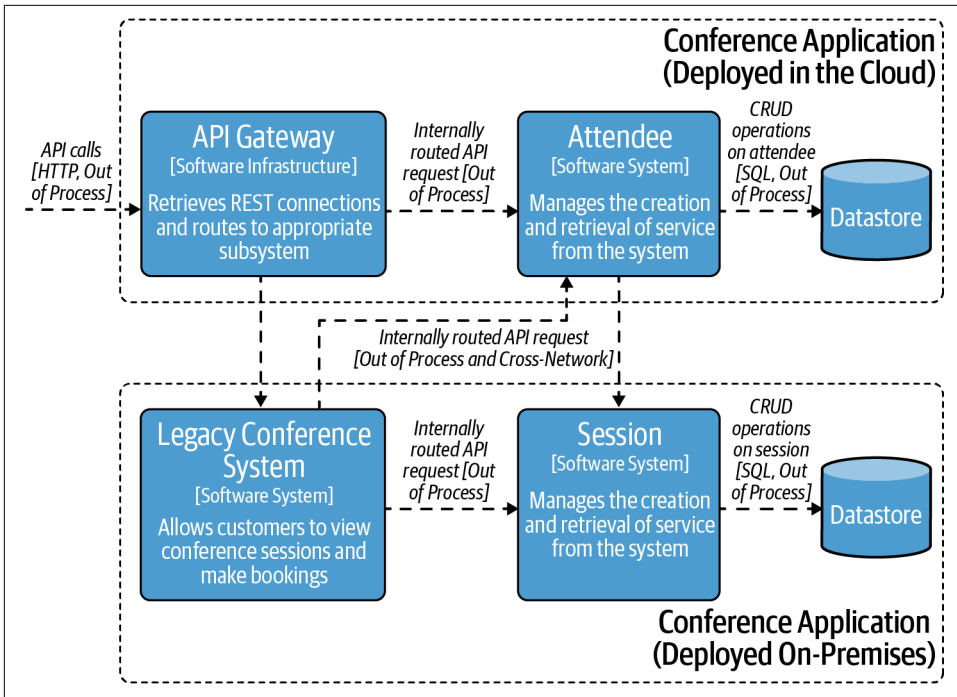 Conference Application
(Deployed in the Cloud)
API calls
[HTTP, Out
of Process]
API Gateway
[Software Infrastructure]
Retrieves REST connections
and routes to appropriate
subsystem
Internally
routed API
request [Out
of Process]
Attendee
[Software System]
Manages the creation
and retrieval of service
from the system
CRUD
operations
on attendee
[SQL, Out
of Process]
Datastore
Internally routed API request
[Out of Process and Cross-Network]
Legacy Conference
System
[Software System]
Allows customers to view
conference sessions and
make bookings
Internally
routed API
request [Out
of Process]
Session
[Software System]
Manages the creation
and retrieval of service
from the system
CRUD
operations
on session
[SQL, Out
of Process]
Datastore
Conference Application
(Deployed On-Premises)